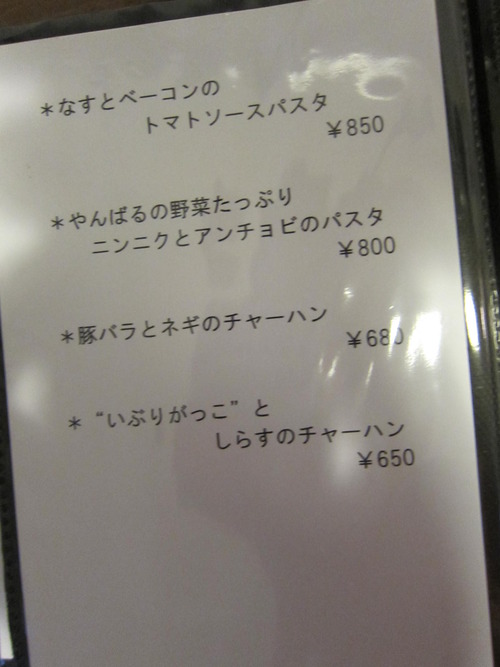 ＊なすとベーコンの
トマトソースパスタ
￥850
＊やんばるの野菜たっぷり
ニンニクとアンチョビのパスタ
￥800
＊豚バラとネギのチャーハン
￥680
＊“いぶりがっこ”と
しらすのチャーハン
￥650